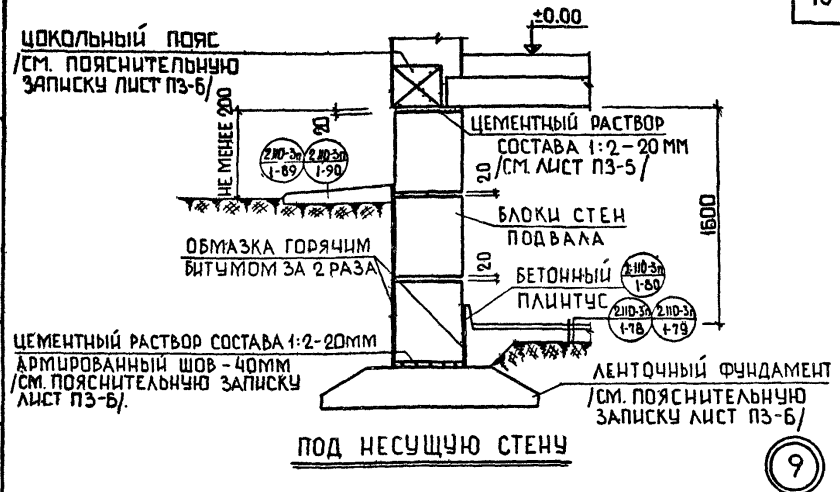 ±0.00
ЦОКОЛЬНЫЙ ПОЯС
/СМ. ПОЯСНИТЕЛЬНУЮ
ЗАПИСКУ ЛИСТ ПЗ-6/
НЕ МЕНЕЕ 200
20
ЦЕМЕНТНЫЙ РАСТВОР
СОСТАВА 1:2-20ММ
/СМ. ЛИСТ ПЗ-5/
2.110-3п
1-89
2.110-3п
1-90
20
БЛОКИ СТЕН
ПОДВАЛА
1600
ОБМАЗКА ГОРЯЧИМ
БИТУМОМ ЗА 2 РАЗА
20
БЕТОННЫЙ
ПЛИНТУС
2.110-3п
1-80
2.110-3п
1-78
2.110-3п
1-79
ЦЕМЕНТНЫЙ РАСТВОР СОСТАВА 1:2-20ММ
АРМИРОВАННЫЙ ШОВ - 40ММ
/СМ. ПОЯСНИТЕЛЬНУЮ ЗАПИСКУ
ЛИСТ ПЗ-6/.
ЛЕНТОЧНЫЙ ФУНДАМЕНТ
/СМ. ПОЯСНИТЕЛЬНУЮ
ЗАПИСКУ ЛИСТ ПЗ-6/
ПОД НЕСУЩУЮ СТЕНУ
9